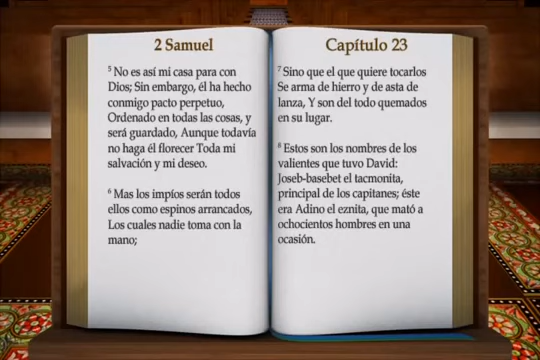 2 Samuel
⁵ No es así mi casa para con
Dios; Sin embargo, él ha hecho
conmigo pacto perpetuo,
Ordenado en todas las cosas, y
será guardado, Aunque todavía
no haga él florecer Toda mi
salvación y mi deseo.
⁶ Mas los impíos serán todos
ellos como espinos arrancados,
Los cuales nadie toma con la
mano;
Capítulo 23
⁷ Sino que el que quiere tocarlos
Se arma de hierro y de asta de
lanza, Y son del todo quemados
en su lugar.
⁸ Estos son los nombres de los
valientes que tuvo David:
Joseb-basebet el tacmonita,
principal de los capitanes; éste
era Adino el eznita, que mató a
ochocientos hombres en una
ocasión.